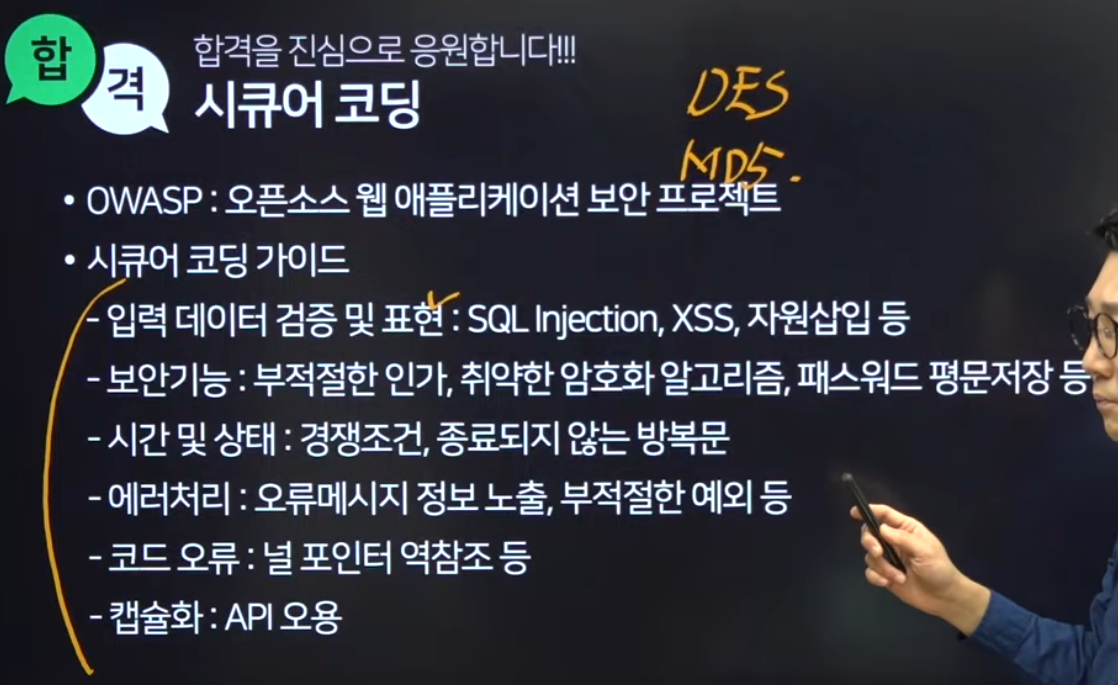 합
격
합격을 진심으로 응원합니다!!!
시큐어 코딩
DES
MD5.
• OWASP : 오픈소스 웹 애플리케이션 보안 프로젝트
• 시큐어 코딩 가이드
- 입력 데이터 검증 및 표현 : SQL Injection, XSS, 자원삽입 등
- 보안기능 : 부적절한 인가, 취약한 암호화 알고리즘, 패스워드 평문저장 등
- 시간 및 상태 : 경쟁조건, 종료되지 않는 방복문
- 에러처리 : 오류메시지 정보 노출, 부적절한 예외 등
- 코드 오류 : 널 포인터 역참조 등
- 캡슐화 : API 오용